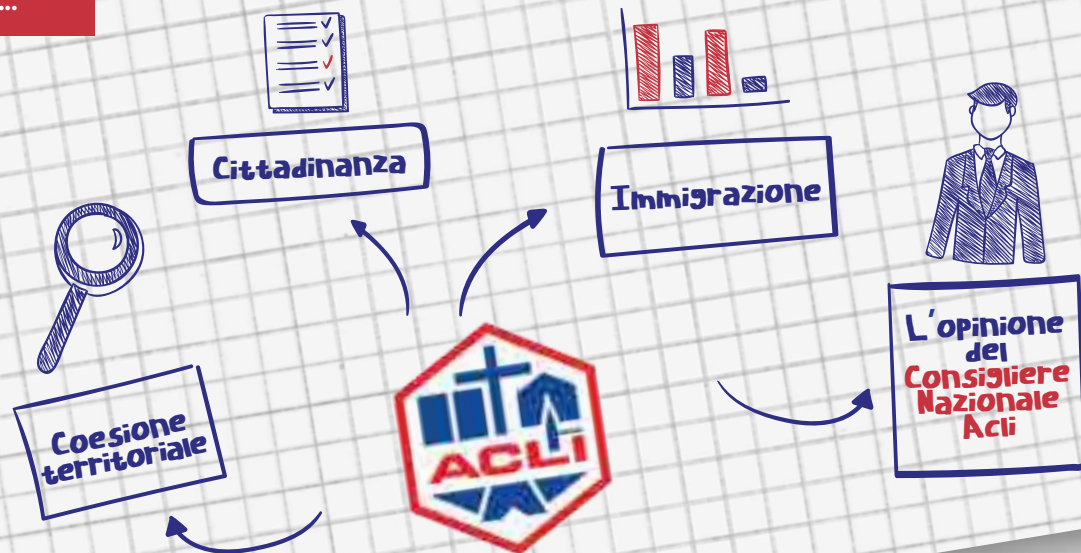 ...
Cittadinanza
Immigrazione
L'opinione
del
Consigliere
Nazionale
Acli
Coesione
territoriale
ACLI